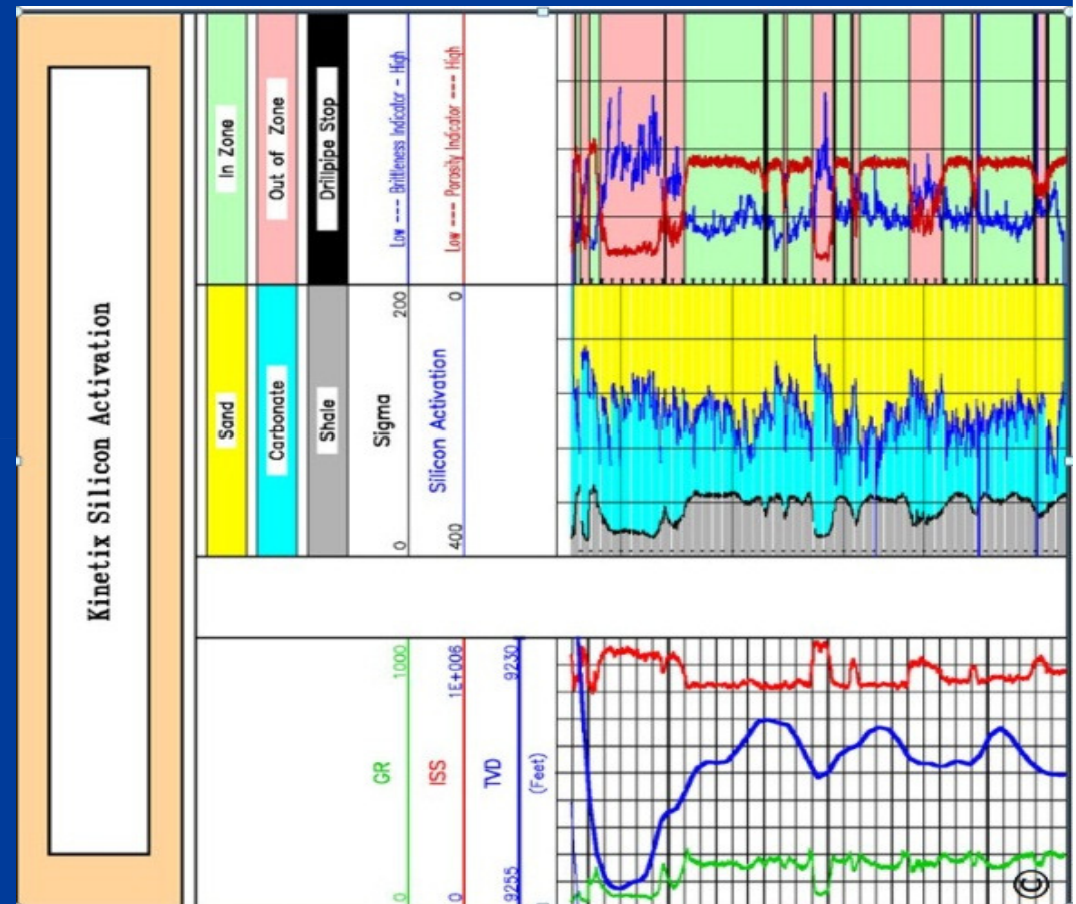 Kinetix Silicon Activation
In Zone
Out of Zone
Drillpipe Stop
Low --- Brittleness Indicator - High
Low --- Porosity Indicator --- High
Sand
Carbonate
Shale
0 Sigma 200
400 Silicon Activation 0
0 GR 1000
0 ISS 1E+006
9255 TVD 9230
(Feet)
©